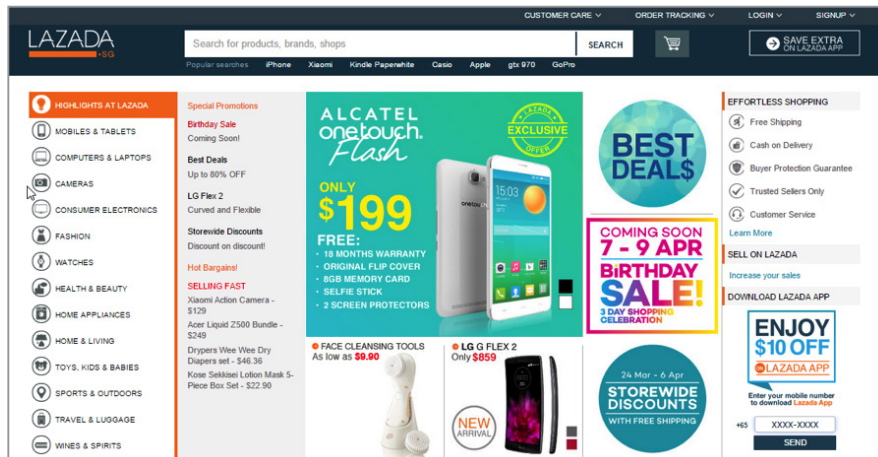 CUSTOMER CARE
ORDER TRACKING
LOGIN
SIGNUP
LAZADA
.SG
Search for products, brands, shops
SEARCH
SAVE EXTRA
ON LAZADA APP
Popular searches iPhone Xiaomi Kindle Paperwhite Casio Apple gtx 970 GoPro
HIGHLIGHTS AT LAZADA
MOBILES & TABLETS
COMPUTERS & LAPTOPS
CAMERAS
CONSUMER ELECTRONICS
FASHION
WATCHES
HEALTH & BEAUTY
HOME APPLIANCES
HOME & LIVING
TOYS, KIDS & BABIES
SPORTS & OUTDOORS
TRAVEL & LUGGAGE
WINES & SPIRITS
Special Promotions
Birthday Sale
Coming Soon!
Best Deals
Up to 80% OFF
LG Flex 2
Curved and Flexible
Storewide Discounts
Discount on discount!
Hot Bargains!
SELLING FAST
Xiaomi Action Camera -
$129
Acer Liquid Z500 Bundle -
$249
Drypers Wee Wee Dry
Diapers set - $46.36
Kose Sekkisei Lotion Mask 5-
Piece Box Set - $22.90
ALCATEL
onetouch.
Flash
LAZADA
EXCLUSIVE
OFFER
ONLY
$199
FREE:
· 18 MONTHS WARRANTY
· ORIGINAL FLIP COVER
· 8GB MEMORY CARD
· SELFIE STICK
· 2 SCREEN PROTECTORS
onetouch
15:03
FACE CLEANSING TOOLS
As low as $9.90
LG G FLEX 2
Only $859
NEW
ARRIVAL
BEST
DEAL$
COMING SOON
7 - 9 APR
BiRTHDAY
SALE!
3 DAY SHOPPING
CELEBRATION
24 Mar - 6 Apr
STOREWIDE
DISCOUNTS
WITH FREE SHIPPING
EFFORTLESS SHOPPING
Free Shipping
Cash on Delivery
Buyer Protection Guarantee
Trusted Sellers Only
Customer Service
Learn More
SELL ON LAZADA
Increase your sales
DOWNLOAD LAZADA APP
ENJOY
$10 OFF
ON LAZADA APP
Enter your mobile number
to download Lazada App
+65 XXXX-XXXX
SEND